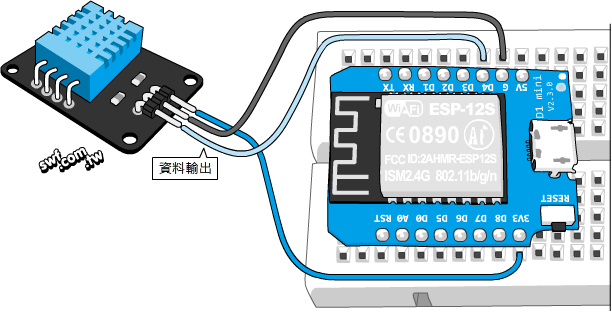 TX RX D1 D2 D3 D4 G 5V
D1 mini
V2.3.0
WiFi ESP-12S
CE 0890 AI
FCC ID:2AHMR-ESP12S
ISM2.4G 802.11b/g/n
RESET
RST A0 D0 D5 D6 D7 D8 3V3
資料輸出
swf.com.tw